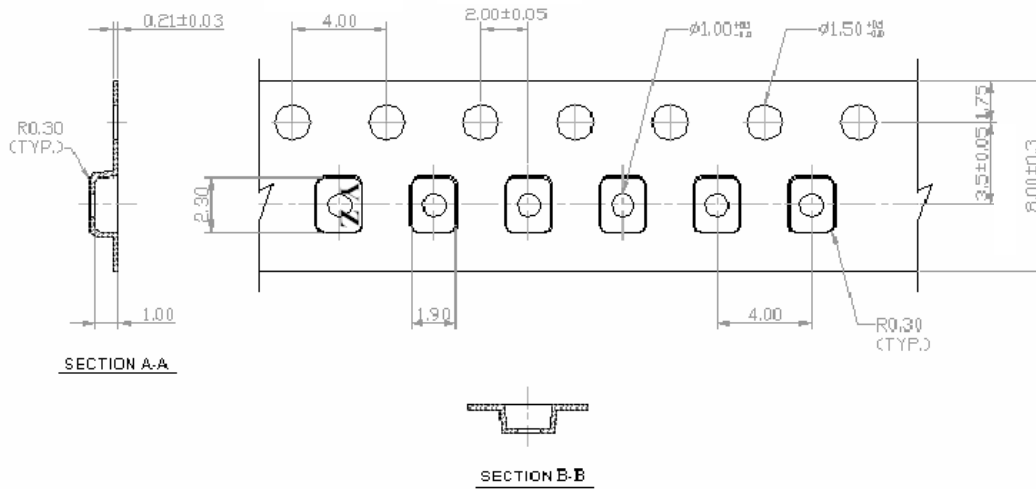 0.21±0.03
4.00
2.00±0.05
ø1.00
ø1.50
R0.30
(TYP.)
1.75
3.5±0.05
8.00±0.3
2.30
YZ
1.00
1.90
4.00
R0.30
(TYP.)
SECTION A-A
SECTION B-B